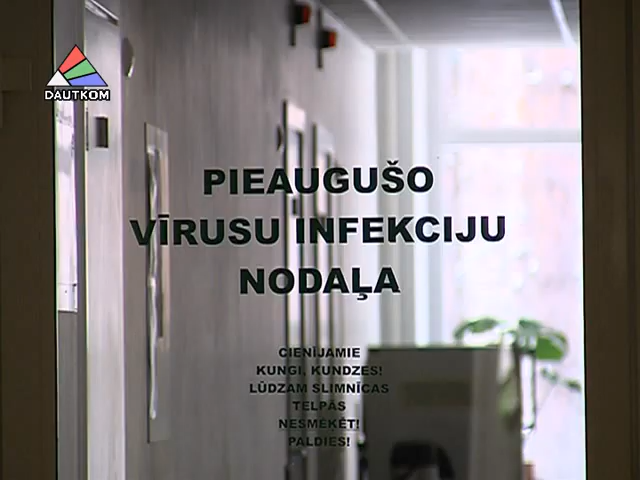 DAUTKOM
PIEAUGUŠO
VĪRUSU INFEKCIJU
NODAĻA
CIENĪJAMIE
KUNGI, KUNDZES!
LŪDZAM SLIMNĪCAS
TELPĀS
NESMĒĶĒT!
PALDIES!